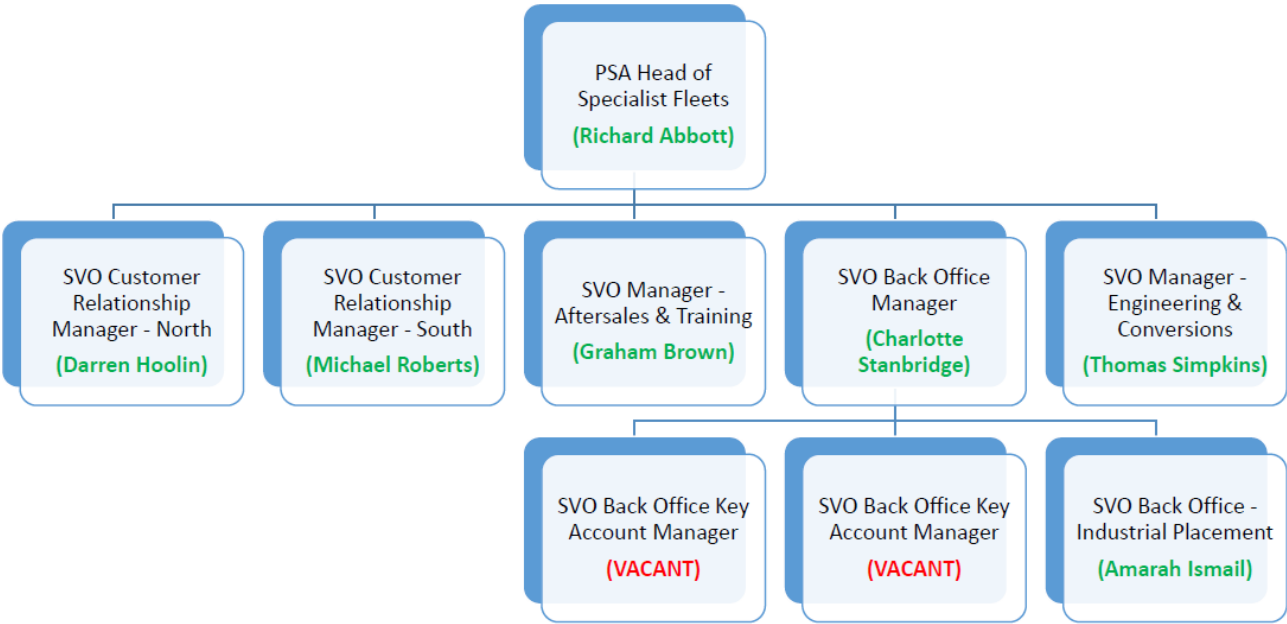 PSA Head of
Specialist Fleets
(Richard Abbott)
SVO Customer
Relationship
Manager - North
(Darren Hoolin)
SVO Customer
Relationship
Manager - South
(Michael Roberts)
SVO Manager -
Aftersales & Training
(Graham Brown)
SVO Back Office
Manager
(Charlotte
Stanbridge)
SVO Manager -
Engineering &
Conversions
(Thomas Simpkins)
SVO Back Office Key
Account Manager
(VACANT)
SVO Back Office Key
Account Manager
(VACANT)
SVO Back Office -
Industrial Placement
(Amarah Ismail)